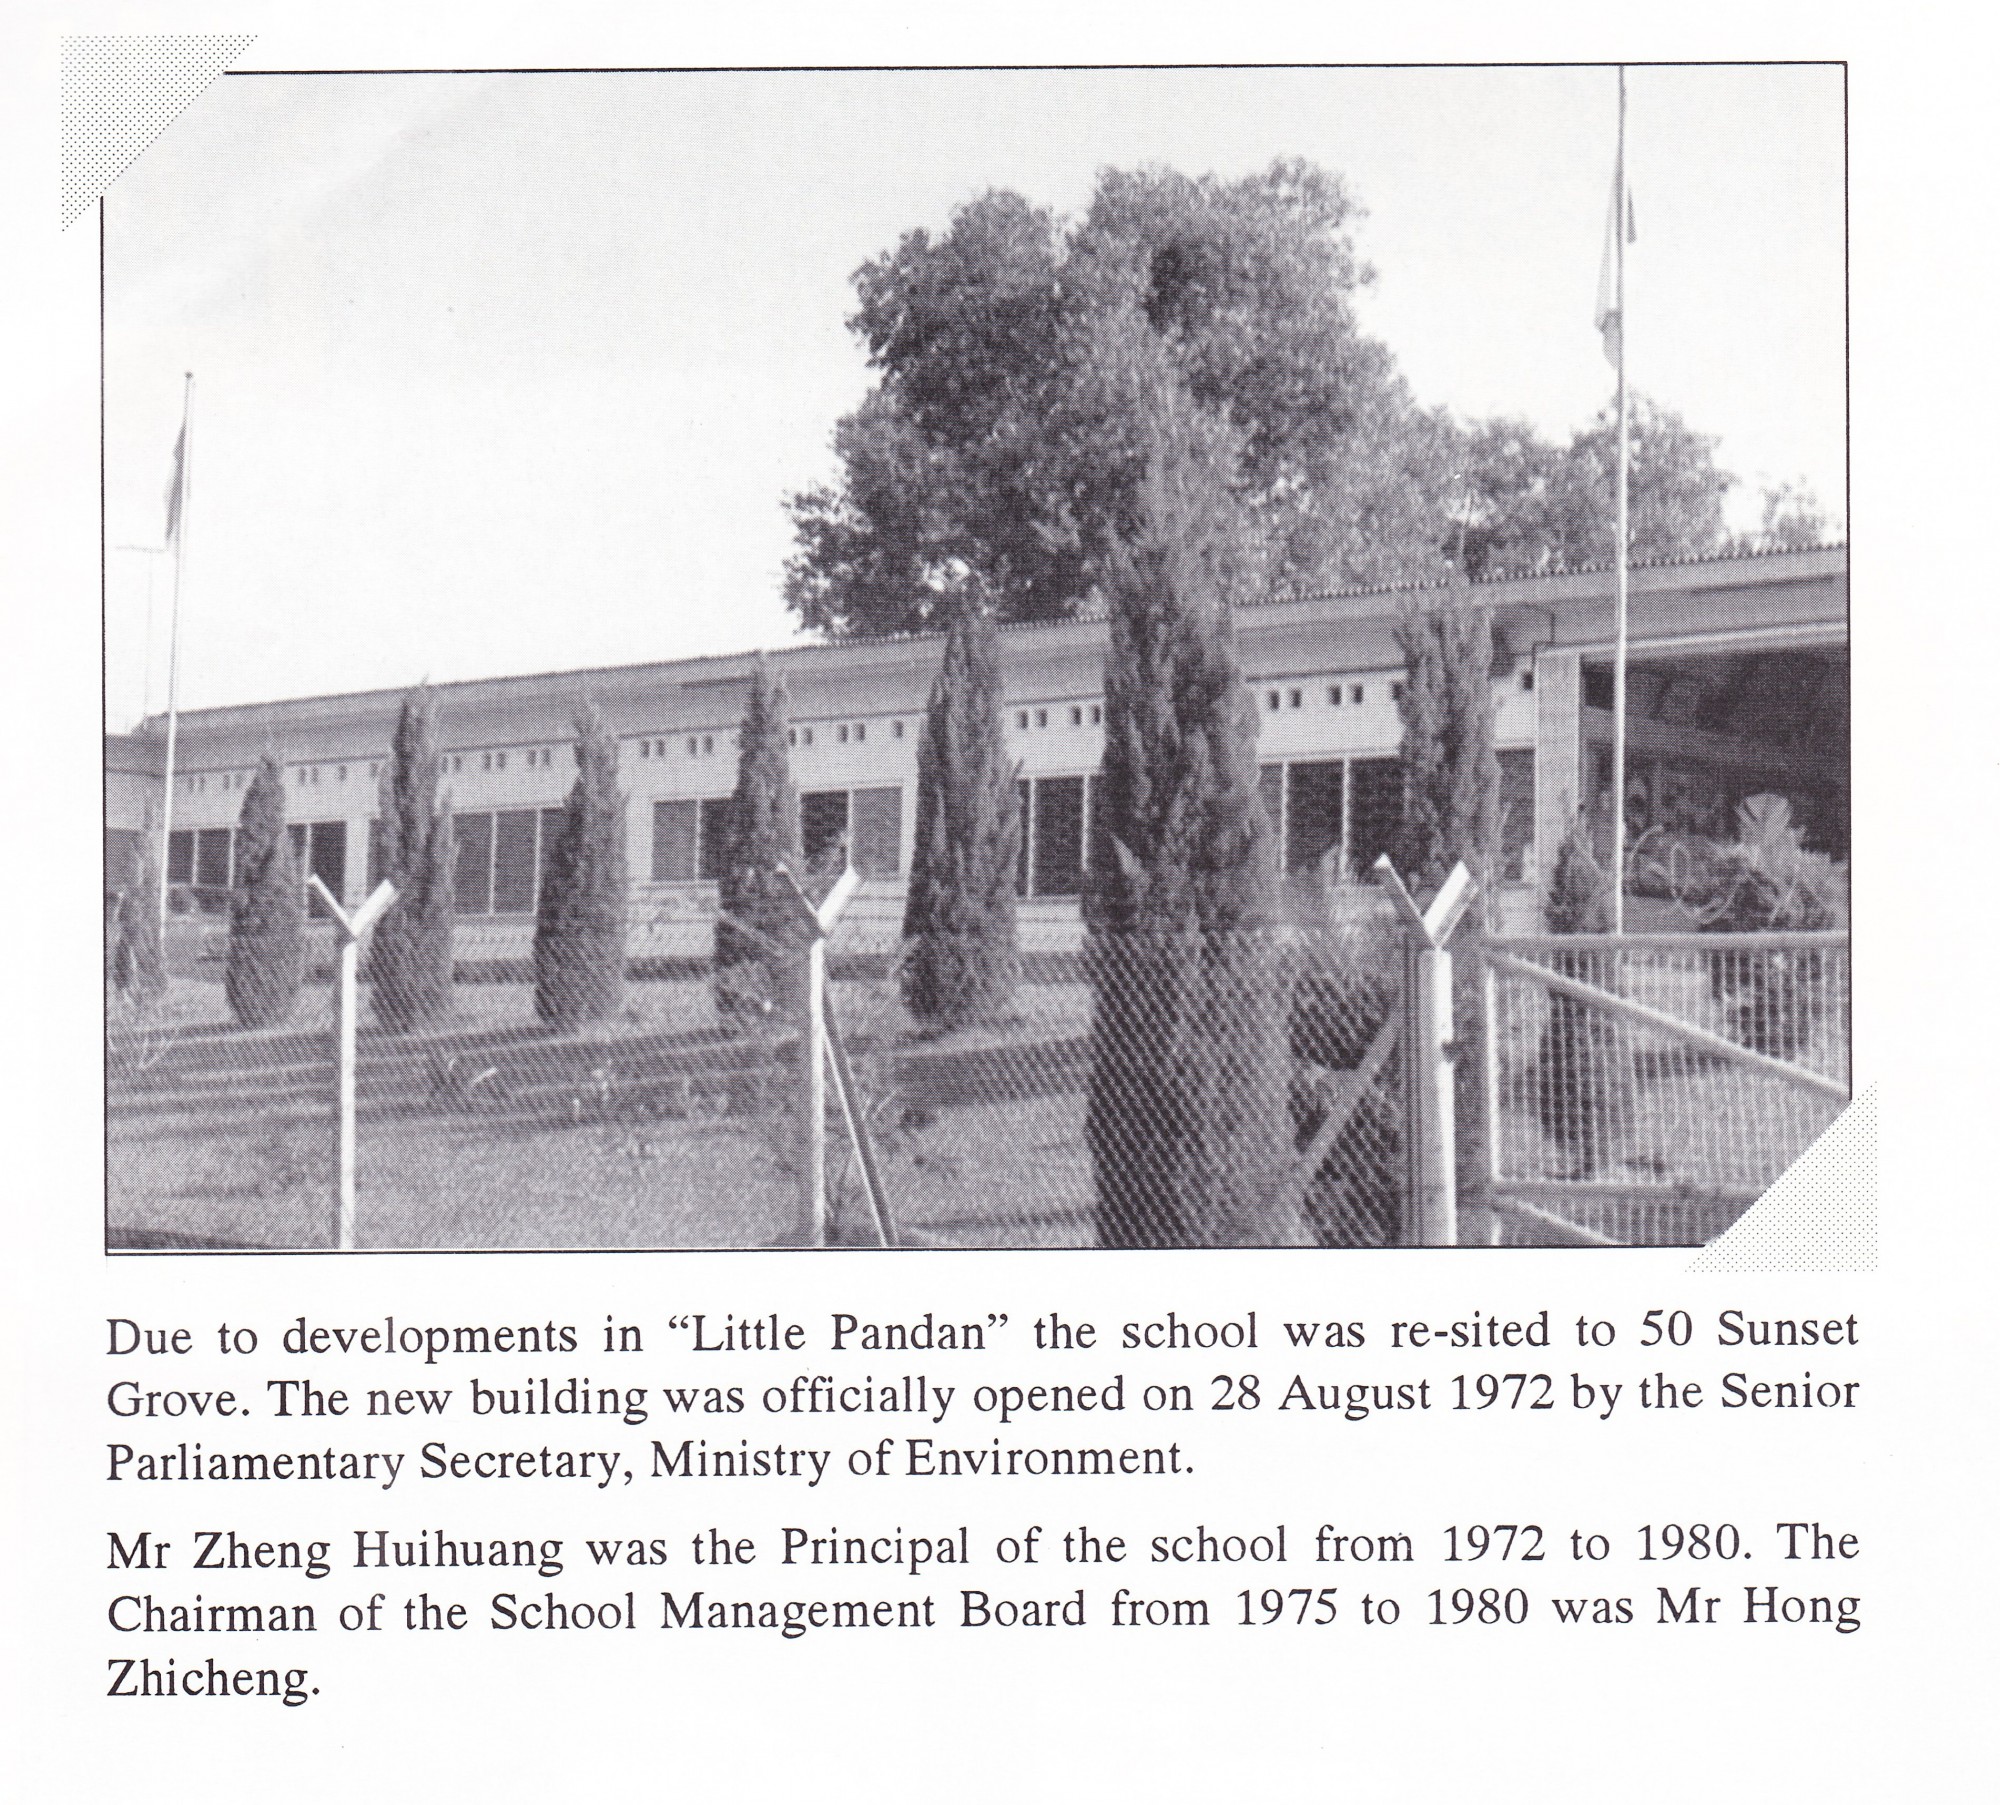 Due to developments in “Little Pandan” the school was re-sited to 50 Sunset
Grove. The new building was officially opened on 28 August 1972 by the Senior
Parliamentary Secretary, Ministry of Environment.
Mr Zheng Huihuang was the Principal of the school from 1972 to 1980. The
Chairman of the School Management Board from 1975 to 1980 was Mr Hong
Zhicheng.